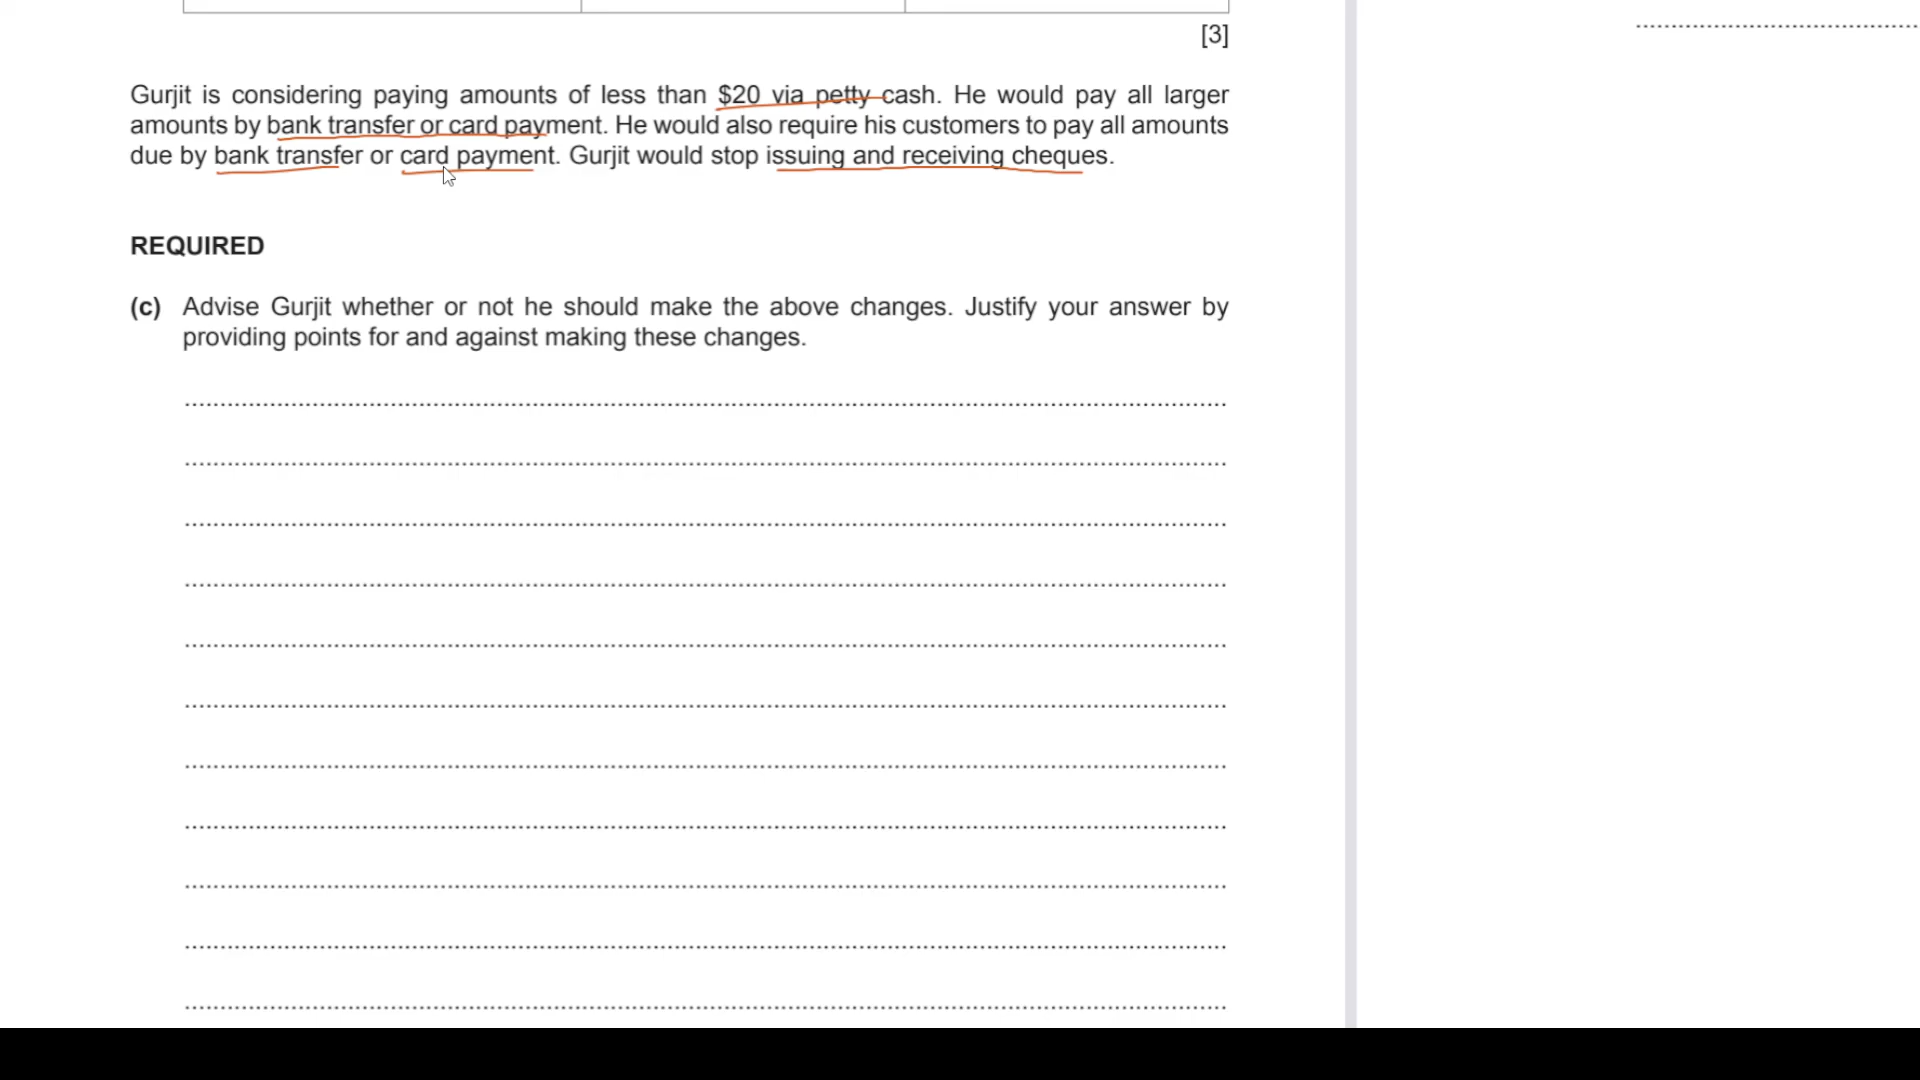 [3]
Gurjit is considering paying amounts of less than $20 via petty cash. He would pay all larger
amounts by bank transfer or card payment. He would also require his customers to pay all amounts
due by bank transfer or card payment. Gurjit would stop issuing and receiving cheques.
REQUIRED
(c) Advise Gurjit whether or not he should make the above changes. Justify your answer by
providing points for and against making these changes.